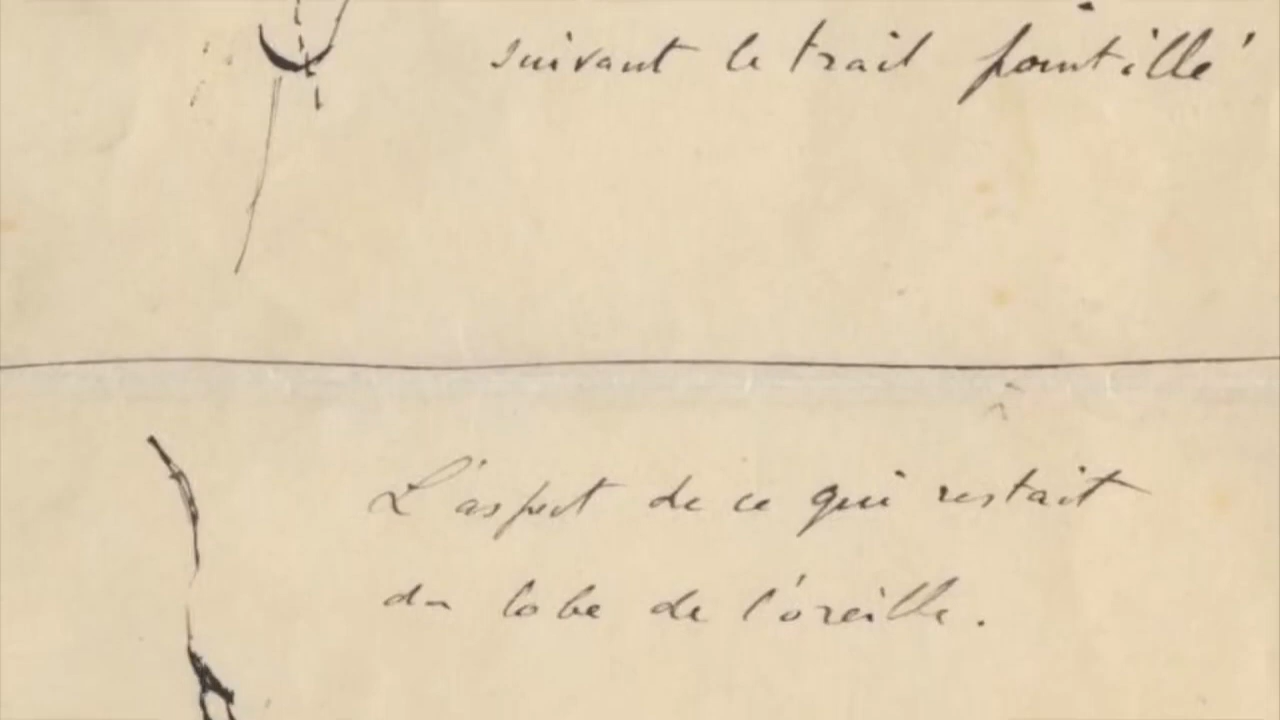 suivant le trait pointillé
L'aspect de ce qui restait
du lobe de l'oreille.